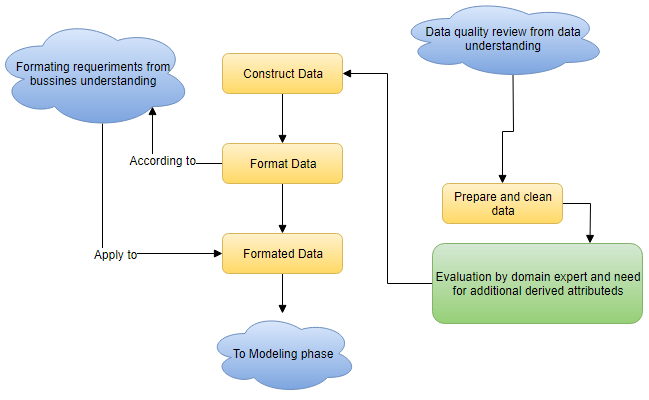 Formating requeriments from
bussines understanding
Data quality review from data
understanding
Construct Data
According to
Format Data
Prepare and clean
data
Apply to
Formated Data
Evaluation by domain expert and need
for additional derived attributeds
To Modeling phase